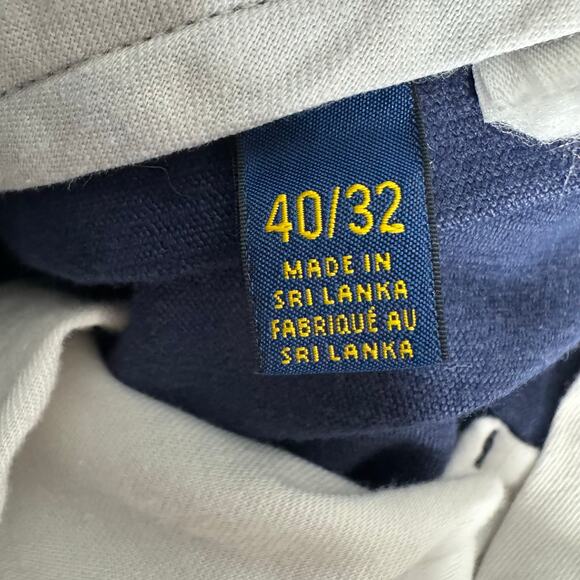 40/32
MADE IN
SRI LANKA
FABRIQUÉ AU
SRI LANKA